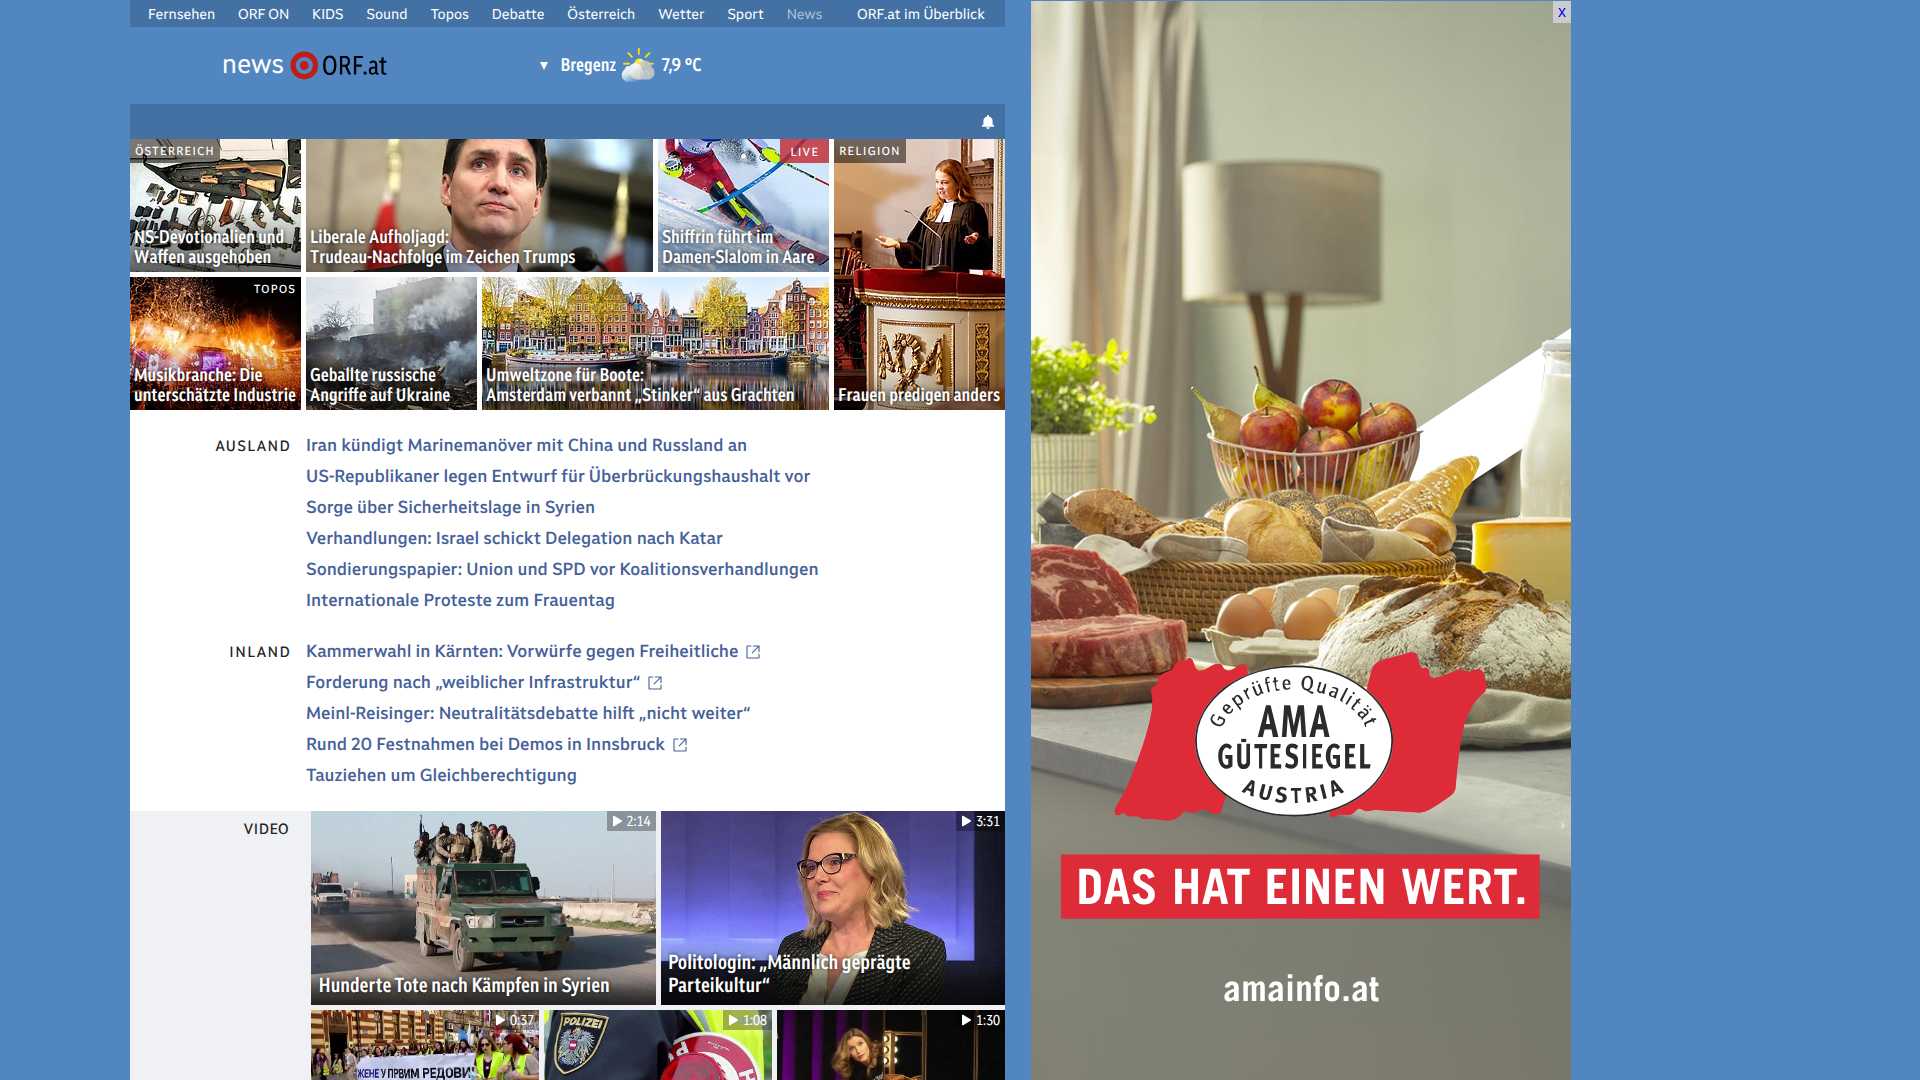 Fernsehen ORF ON KIDS Sound Topos Debatte Österreich Wetter Sport News ORF.at im Überblick
news ORF.at
Bregenz 7,9 °C
ÖSTERREICH
NS-Devotionalien und
Waffen ausgehoben
Liberale Aufholjagd:
Trudeau-Nachfolge im Zeichen Trumps
LIVE
Shiffrin führt im
Damen-Slalom in Aare
RELIGION
Frauen predigen anders
TOPOS
Musikbranche: Die
unterschätzte Industrie
Geballte russische
Angriffe auf Ukraine
Umweltzone für Boote:
Amsterdam verbannt „Stinker“ aus Grachten
AUSLAND
Iran kündigt Marinemanöver mit China und Russland an
US-Republikaner legen Entwurf für Überbrückungshaushalt vor
Sorge über Sicherheitslage in Syrien
Verhandlungen: Israel schickt Delegation nach Katar
Sondierungspapier: Union und SPD vor Koalitionsverhandlungen
Internationale Proteste zum Frauentag
INLAND
Kammerwahl in Kärnten: Vorwürfe gegen Freiheitliche
Forderung nach „weiblicher Infrastruktur“
Meinl-Reisinger: Neutralitätsdebatte hilft „nicht weiter“
Rund 20 Festnahmen bei Demos in Innsbruck
Tauziehen um Gleichberechtigung
VIDEO
2:14
Hunderte Tote nach Kämpfen in Syrien
3:31
Politologin: „Männlich geprägte
Parteikultur“
0:37
ЖЕНЕ У ПРВИМ РЕДОВИ
1:08
POLIZEI
1:30
X
Geprüfte Qualität
AMA
GÜTESIEGEL
AUSTRIA
DAS HAT EINEN WERT.
amainfo.at